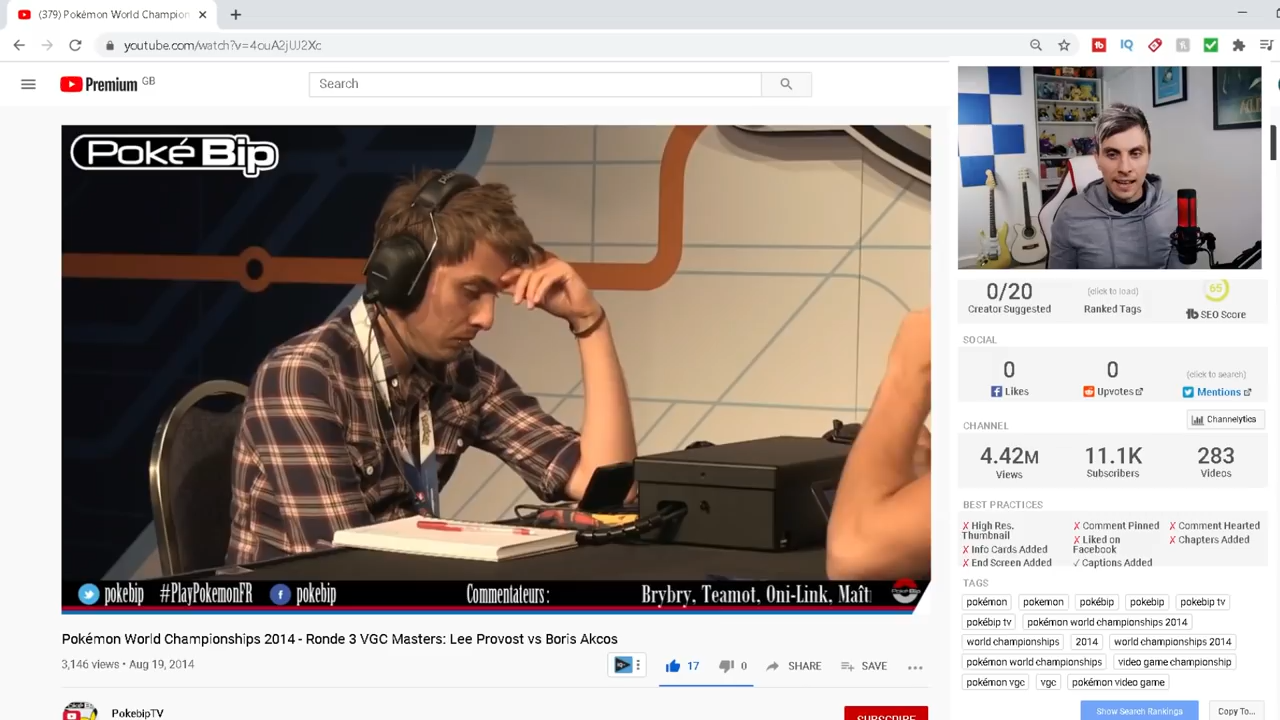 (379) Pokémon World Champion
youtube.com/watch?v=4ouA2jUJ2Xc
Premium GB
Search
Poké Bip
pokebip #PlayPokemonFR pokebip Commentateurs : Brybry, Teamot, Oni-Link, Maît
Pokémon World Championships 2014 - Ronde 3 VGC Masters: Lee Provost vs Boris Akcos
3,146 views • Aug 19, 2014
17 0 SHARE SAVE
PokebipTV
SUBSCRIBE
0/20 (click to load) 65
Creator Suggested Ranked Tags tb SEO Score
SOCIAL
0 0 (click to search)
Likes Upvotes Mentions
Channelytics
CHANNEL
4.42M 11.1K 283
Views Subscribers Videos
BEST PRACTICES
✗ High Res. Thumbnail ✗ Comment Pinned ✗ Comment Hearted
✗ Info Cards Added ✗ Liked on Facebook ✗ Chapters Added
✗ End Screen Added ✓ Captions Added
TAGS
pokémon pokemon pokébip pokebip pokebip tv
pokébip tv pokémon world championships 2014
world championships 2014 world championships 2014
pokémon world championships video game championship
pokémon vgc vgc pokémon video game
Show Search Rankings Copy To...